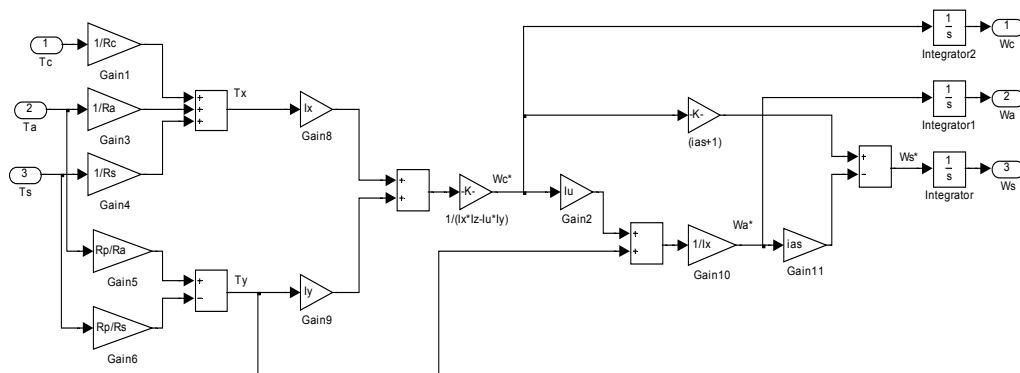 1
Tc
1/Rc
Gain1
2
Ta
1/Ra
Gain3
3
Ts
1/Rs
Gain4
Rp/Ra
Gain5
Rp/Rs
Gain6
+
+
+
Tx
+
−
Ty
Ix
Gain8
Iy
Gain9
+
+
-K-
1/(Ix*Iz-Iu*Iy)
Wc*
Iu
Gain2
+
+
1/Ix
Gain10
Wa*
-K-
(ias+1)
ias
Gain11
+
−
Ws*
1
s
Integrator2
1
Wc
1
s
Integrator1
2
Wa
1
s
Integrator
3
Ws